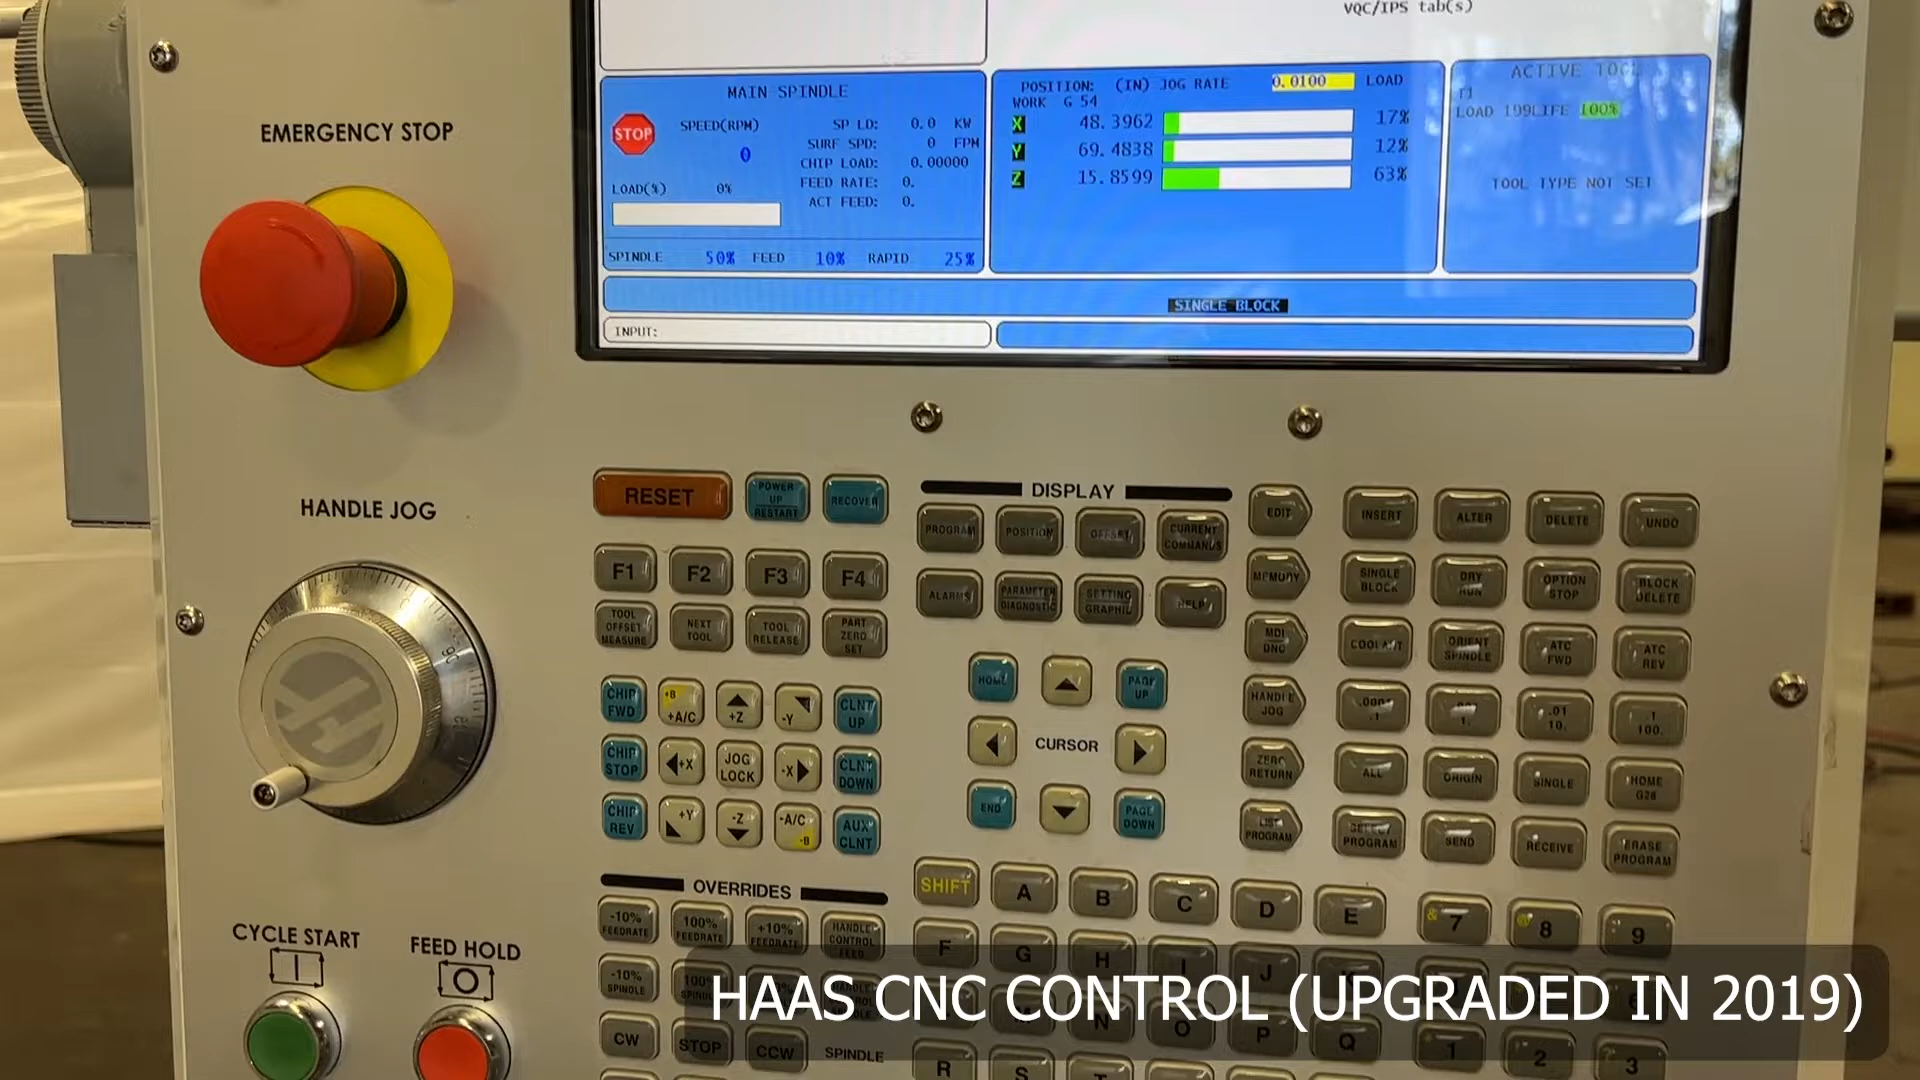 VQC/IPS tab(s)
MAIN SPINDLE
STOP
SPEED(RPM)
0
SP LD: 0.0 KW
SURF SPD: 0 FPM
CHIP LOAD: 0.00000
FEED RATE: 0.
ACT FEED: 0.
LOAD(%) 0%
SPINDLE 50% FEED 10% RAPID 25%
POSITION: (IN) JOG RATE 0.0100 LOAD
WORK G 54
X 48.3962 17%
Y 69.4838 12%
Z 15.8599 63%
ACTIVE TOOL
T1
LOAD 199LIFE 100%
TOOL TYPE NOT SET
SINGLE BLOCK
INPUT:
EMERGENCY STOP
HANDLE JOG
CYCLE START
FEED HOLD
RESET
POWER UP RESTART
RECOVER
F1 F2 F3 F4
TOOL OFFSET MEASURE
NEXT TOOL
TOOL RELEASE
PART ZERO SET
CHIP FWD
+B +A/C
+Z
-Y
CLNT UP
CHIP STOP
+X
JOG LOCK
-X
CLNT DOWN
CHIP REV
+Y
-Z
-A/C -B
AUX CLNT
DISPLAY
PROGRAM
POSITION
OFFSET
CURRENT COMMANDS
ALARMS
PARAMETER DIAGNOSTIC
SETTING GRAPHIC
HELP
HOME
PAGE UP
CURSOR
END
PAGE DOWN
EDIT
INSERT
ALTER
DELETE
UNDO
MEMORY
SINGLE BLOCK
DRY RUN
OPTION STOP
BLOCK DELETE
MDI DNC
COOLANT
ORIENT SPINDLE
ATC FWD
ATC REV
HANDLE JOG
.0001 .1
1.
.01 10.
.1 100.
ZERO RETURN
ALL
ORIGIN
SINGLE
HOME G28
LIST PROGRAM
SELECT PROGRAM
SEND
RECEIVE
ERASE PROGRAM
OVERRIDES
-10% FEEDRATE
100% FEEDRATE
+10% FEEDRATE
HANDLE CONTROL FEED
-10% SPINDLE
CW
STOP
CCW
SPINDLE
SHIFT A B C D E
& 7 @ 8 9
F G H I J K
N O P Q
1 2 3
R S T
HAAS CNC CONTROL (UPGRADED IN 2019)